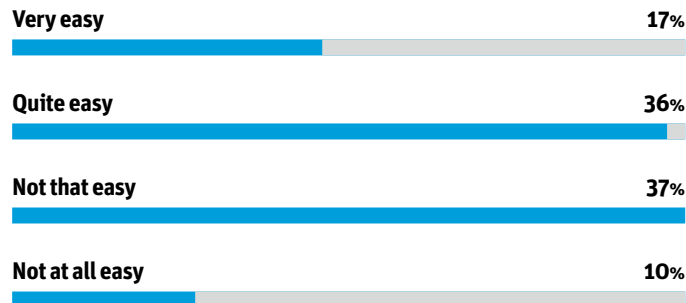 Very easy 17%
Quite easy 36%
Not that easy 37%
Not at all easy 10%